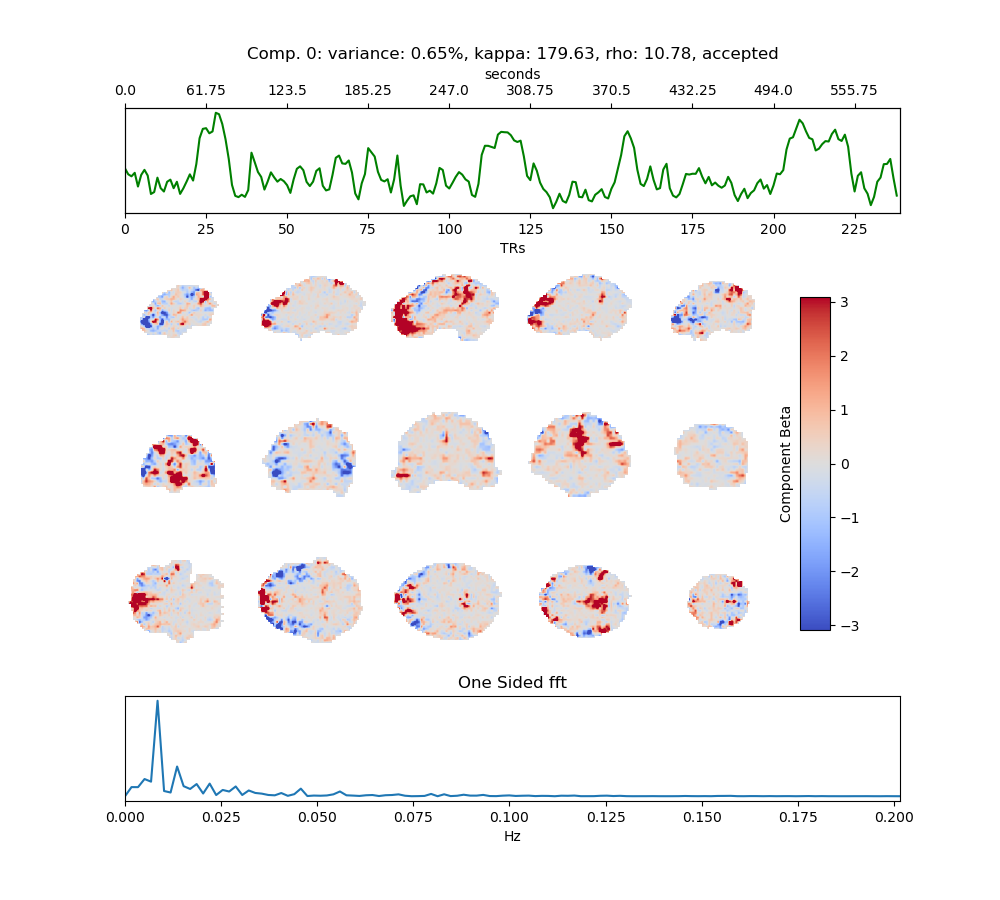 Comp. 0: variance: 0.65%, kappa: 179.63, rho: 10.78, accepted
seconds
0.0 61.75 123.5 185.25 247.0 308.75 370.5 432.25 494.0 555.75
0 25 50 75 100 125 150 175 200 225
TRs
3
2
1
0
−1
−2
−3
Component Beta
One Sided fft
0.000 0.025 0.050 0.075 0.100 0.125 0.150 0.175 0.200
Hz